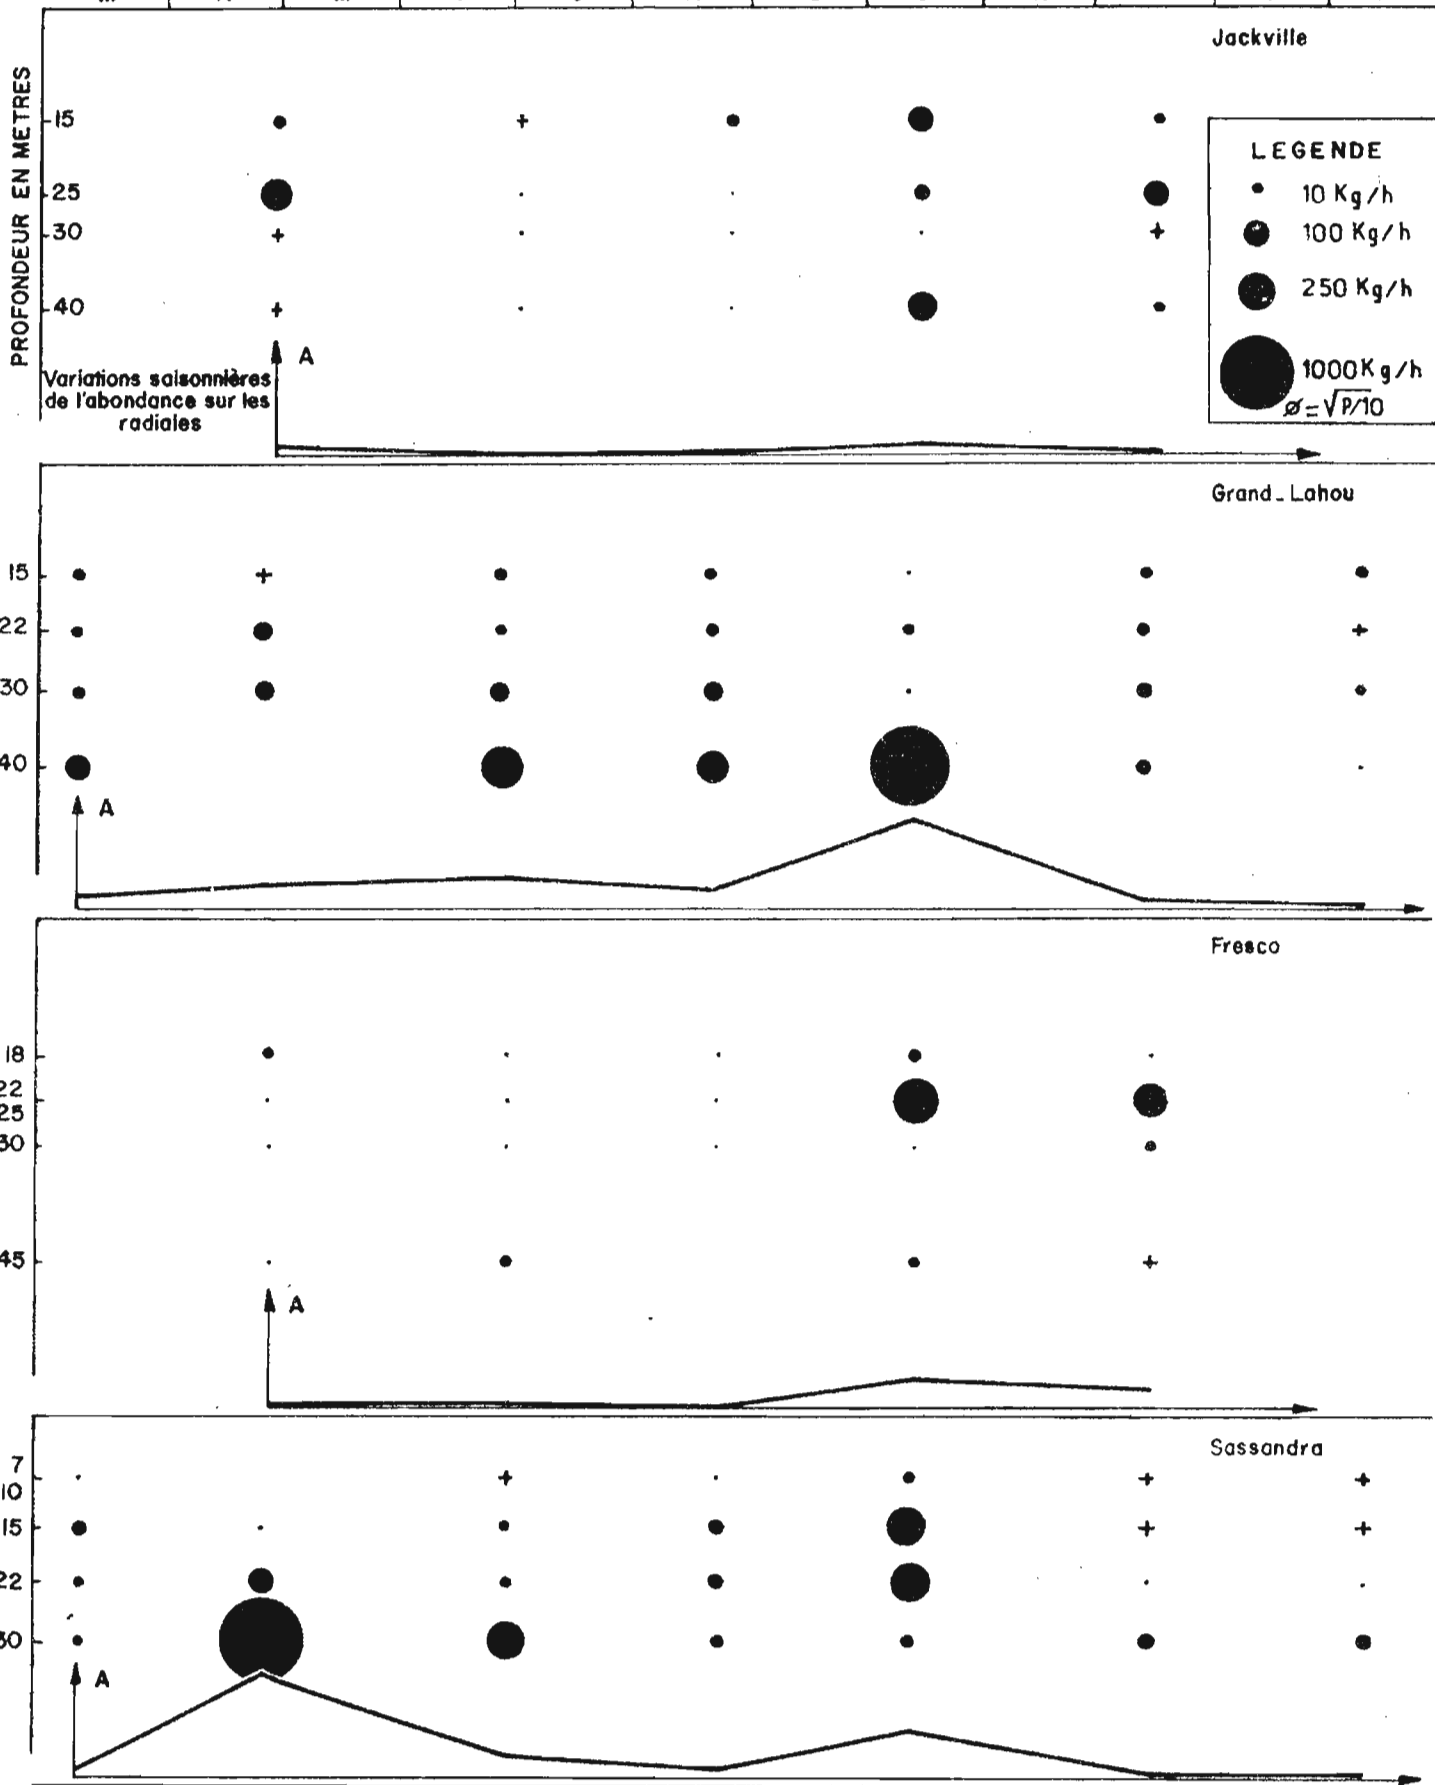 Jackville
PROFONDEUR EN METRES
15
25
30
40
LEGENDE
10 Kg/h
100 Kg/h
250 Kg/h
1000 Kg/h
ø=√P/10
A
Variations saisonnières
de l'abondance sur les
radiales
Grand_Lahou
15
22
30
40
A
Fresco
18
22
25
30
45
A
Sassandra
7
10
15
22
30
A